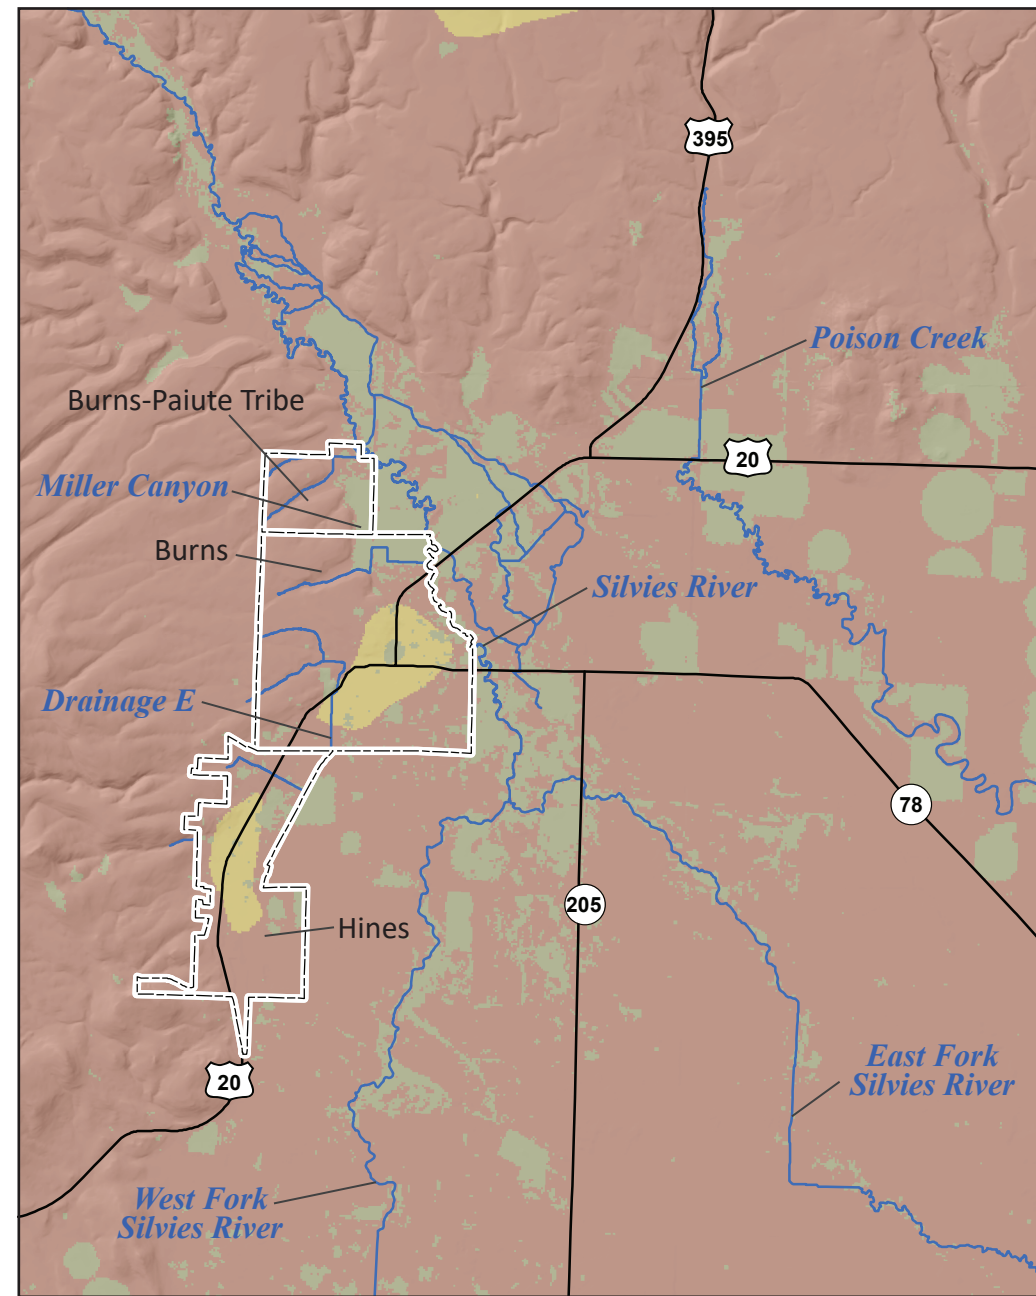 395
Poison Creek
Burns-Paiute Tribe
20
Miller Canyon
Burns
Silvies River
Drainage E
78
205
Hines
East Fork
Silvies River
20
West Fork
Silvies River